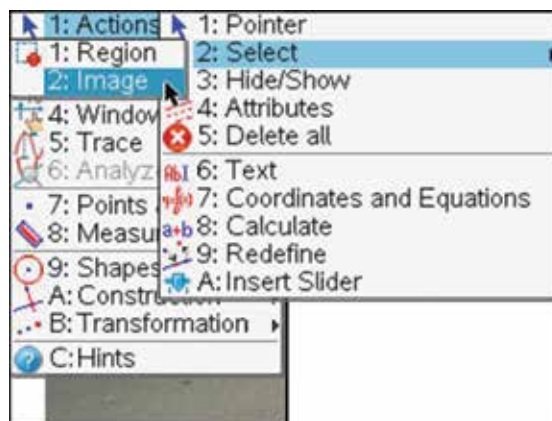 1: Actions
1: Region
2: Image
4: Window
5: Trace
6: Analyz
7: Points
8: Measu
9: Shapes
A: Constru
B: Transformation
C: Hints
1: Pointer
2: Select
3: Hide/Show
4: Attributes
5: Delete all
6: Text
7: Coordinates and Equations
8: Calculate
9: Redefine
A: Insert Slider